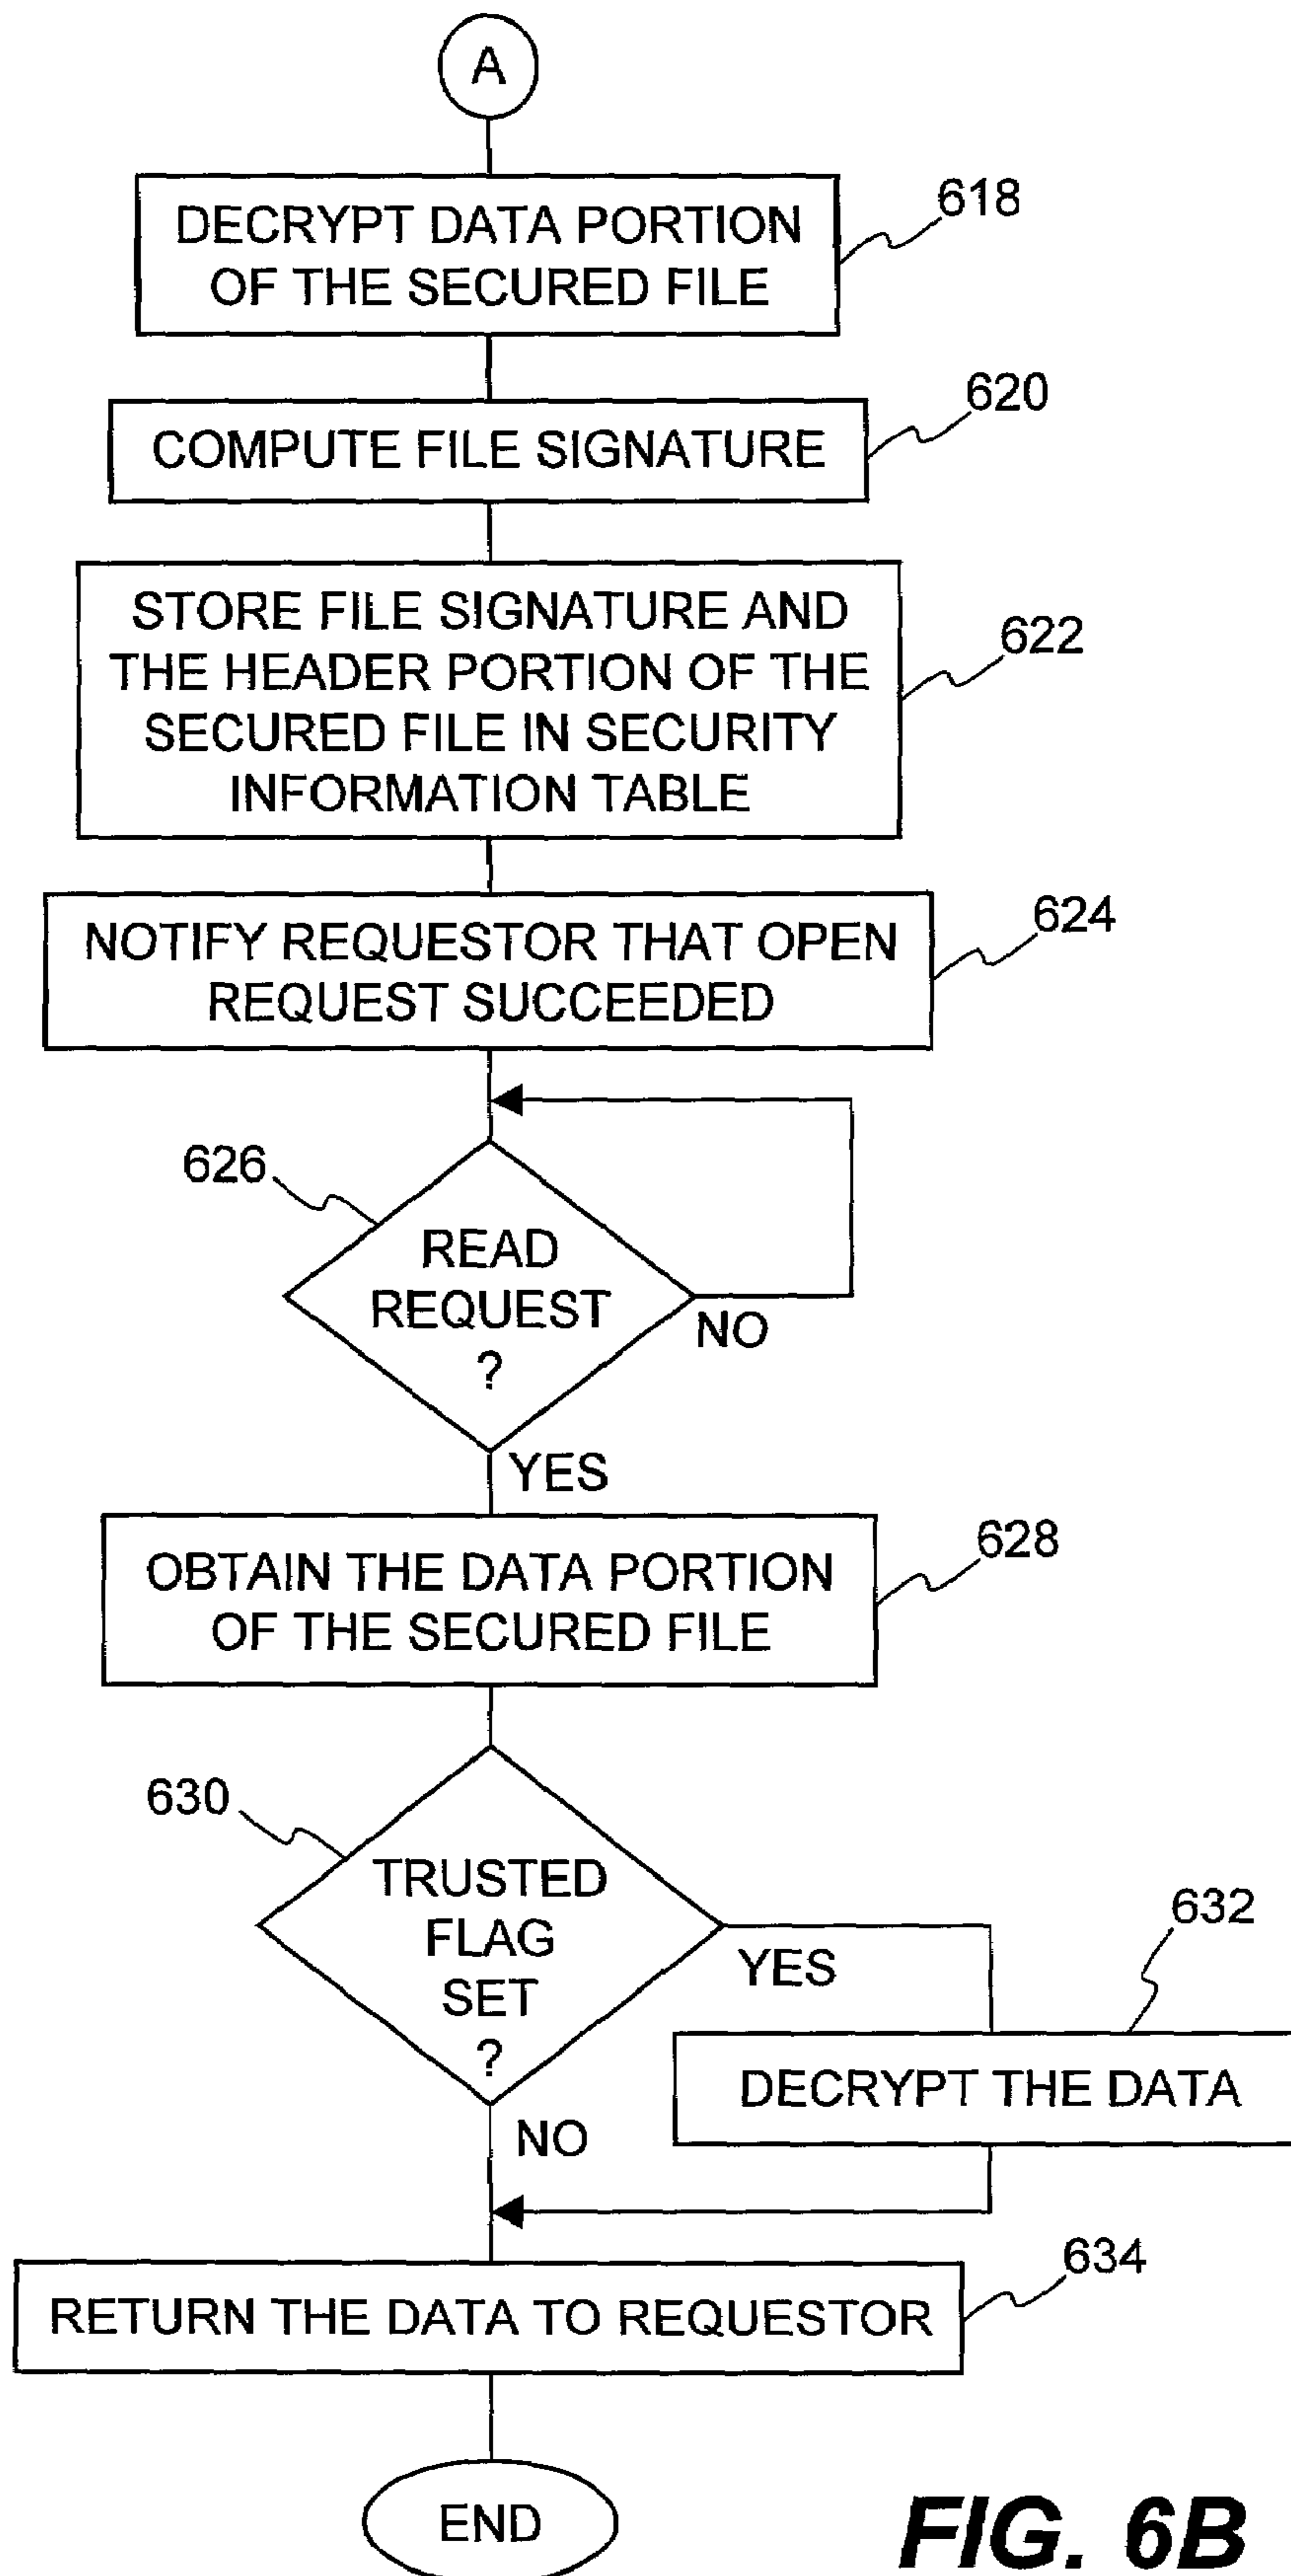 A
DECRYPT DATA PORTION
OF THE SECURED FILE
618
COMPUTE FILE SIGNATURE
620
STORE FILE SIGNATURE AND
THE HEADER PORTION OF THE
SECURED FILE IN SECURITY
INFORMATION TABLE
622
NOTIFY REQUESTOR THAT OPEN
REQUEST SUCCEEDED
624
626
READ
REQUEST
?
NO
YES
OBTAIN THE DATA PORTION
OF THE SECURED FILE
628
630
TRUSTED
FLAG
SET
?
YES
632
DECRYPT THE DATA
NO
RETURN THE DATA TO REQUESTOR
634
END
FIG. 6B